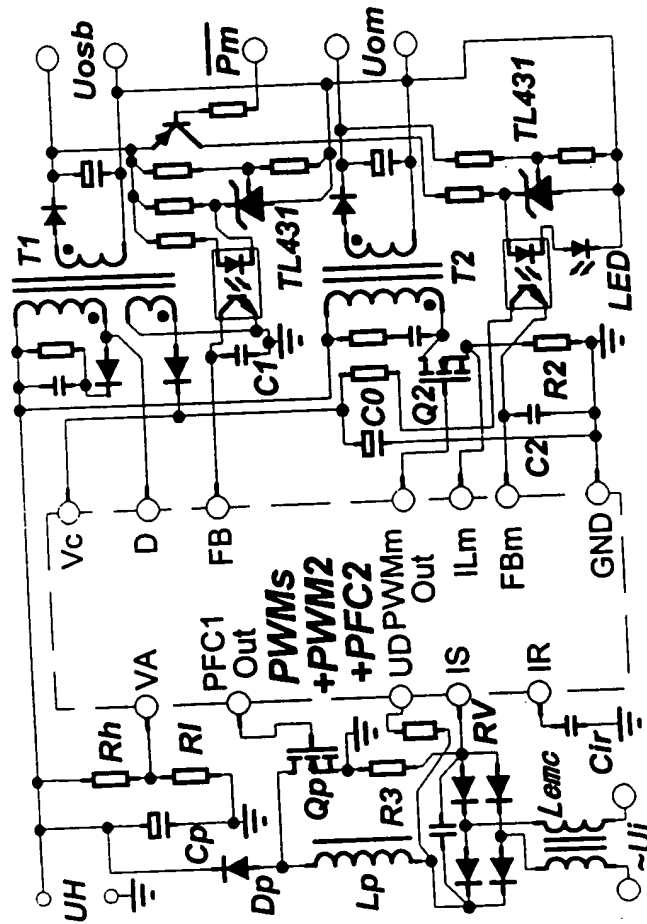 Uosb
P̅m̅
Uom
T1
TL431
T2
TL431
LED
C1
C0
Q2
R2
C2
Vc
D
FB
PWMm
Out
ILm
FBm
GND
PWMs
+PWM2
+PFC2
VA
PFC1
Out
UD
IS
IR
Rh
Rl
RV
Cp
Qp
R3
Cir
Dp
Lp
Lemc
UH
~Ui